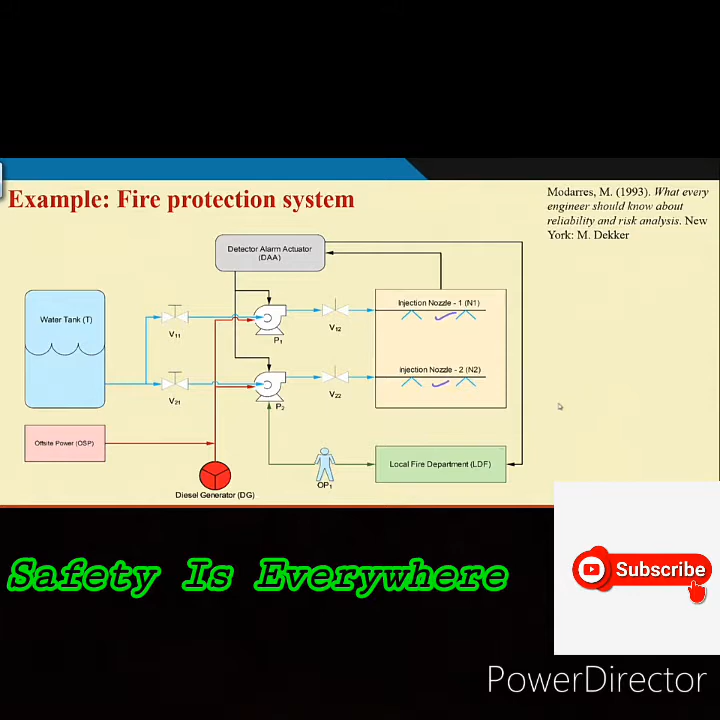 Example: Fire protection system
Modarres, M. (1993). What every
engineer should know about
reliability and risk analysis. New
York: M. Dekker
Detector Alarm Actuator
(DAA)
Water Tank (T)
V11
P1
V12
Injection Nozzle - 1 (N1)
V21
P2
V22
injection Nozzle - 2 (N2)
Offsite Power (OSP)
Diesel Generator (DG)
OP1
Local Fire Department (LDF)
Safety Is Everywhere
Subscribe
PowerDirector